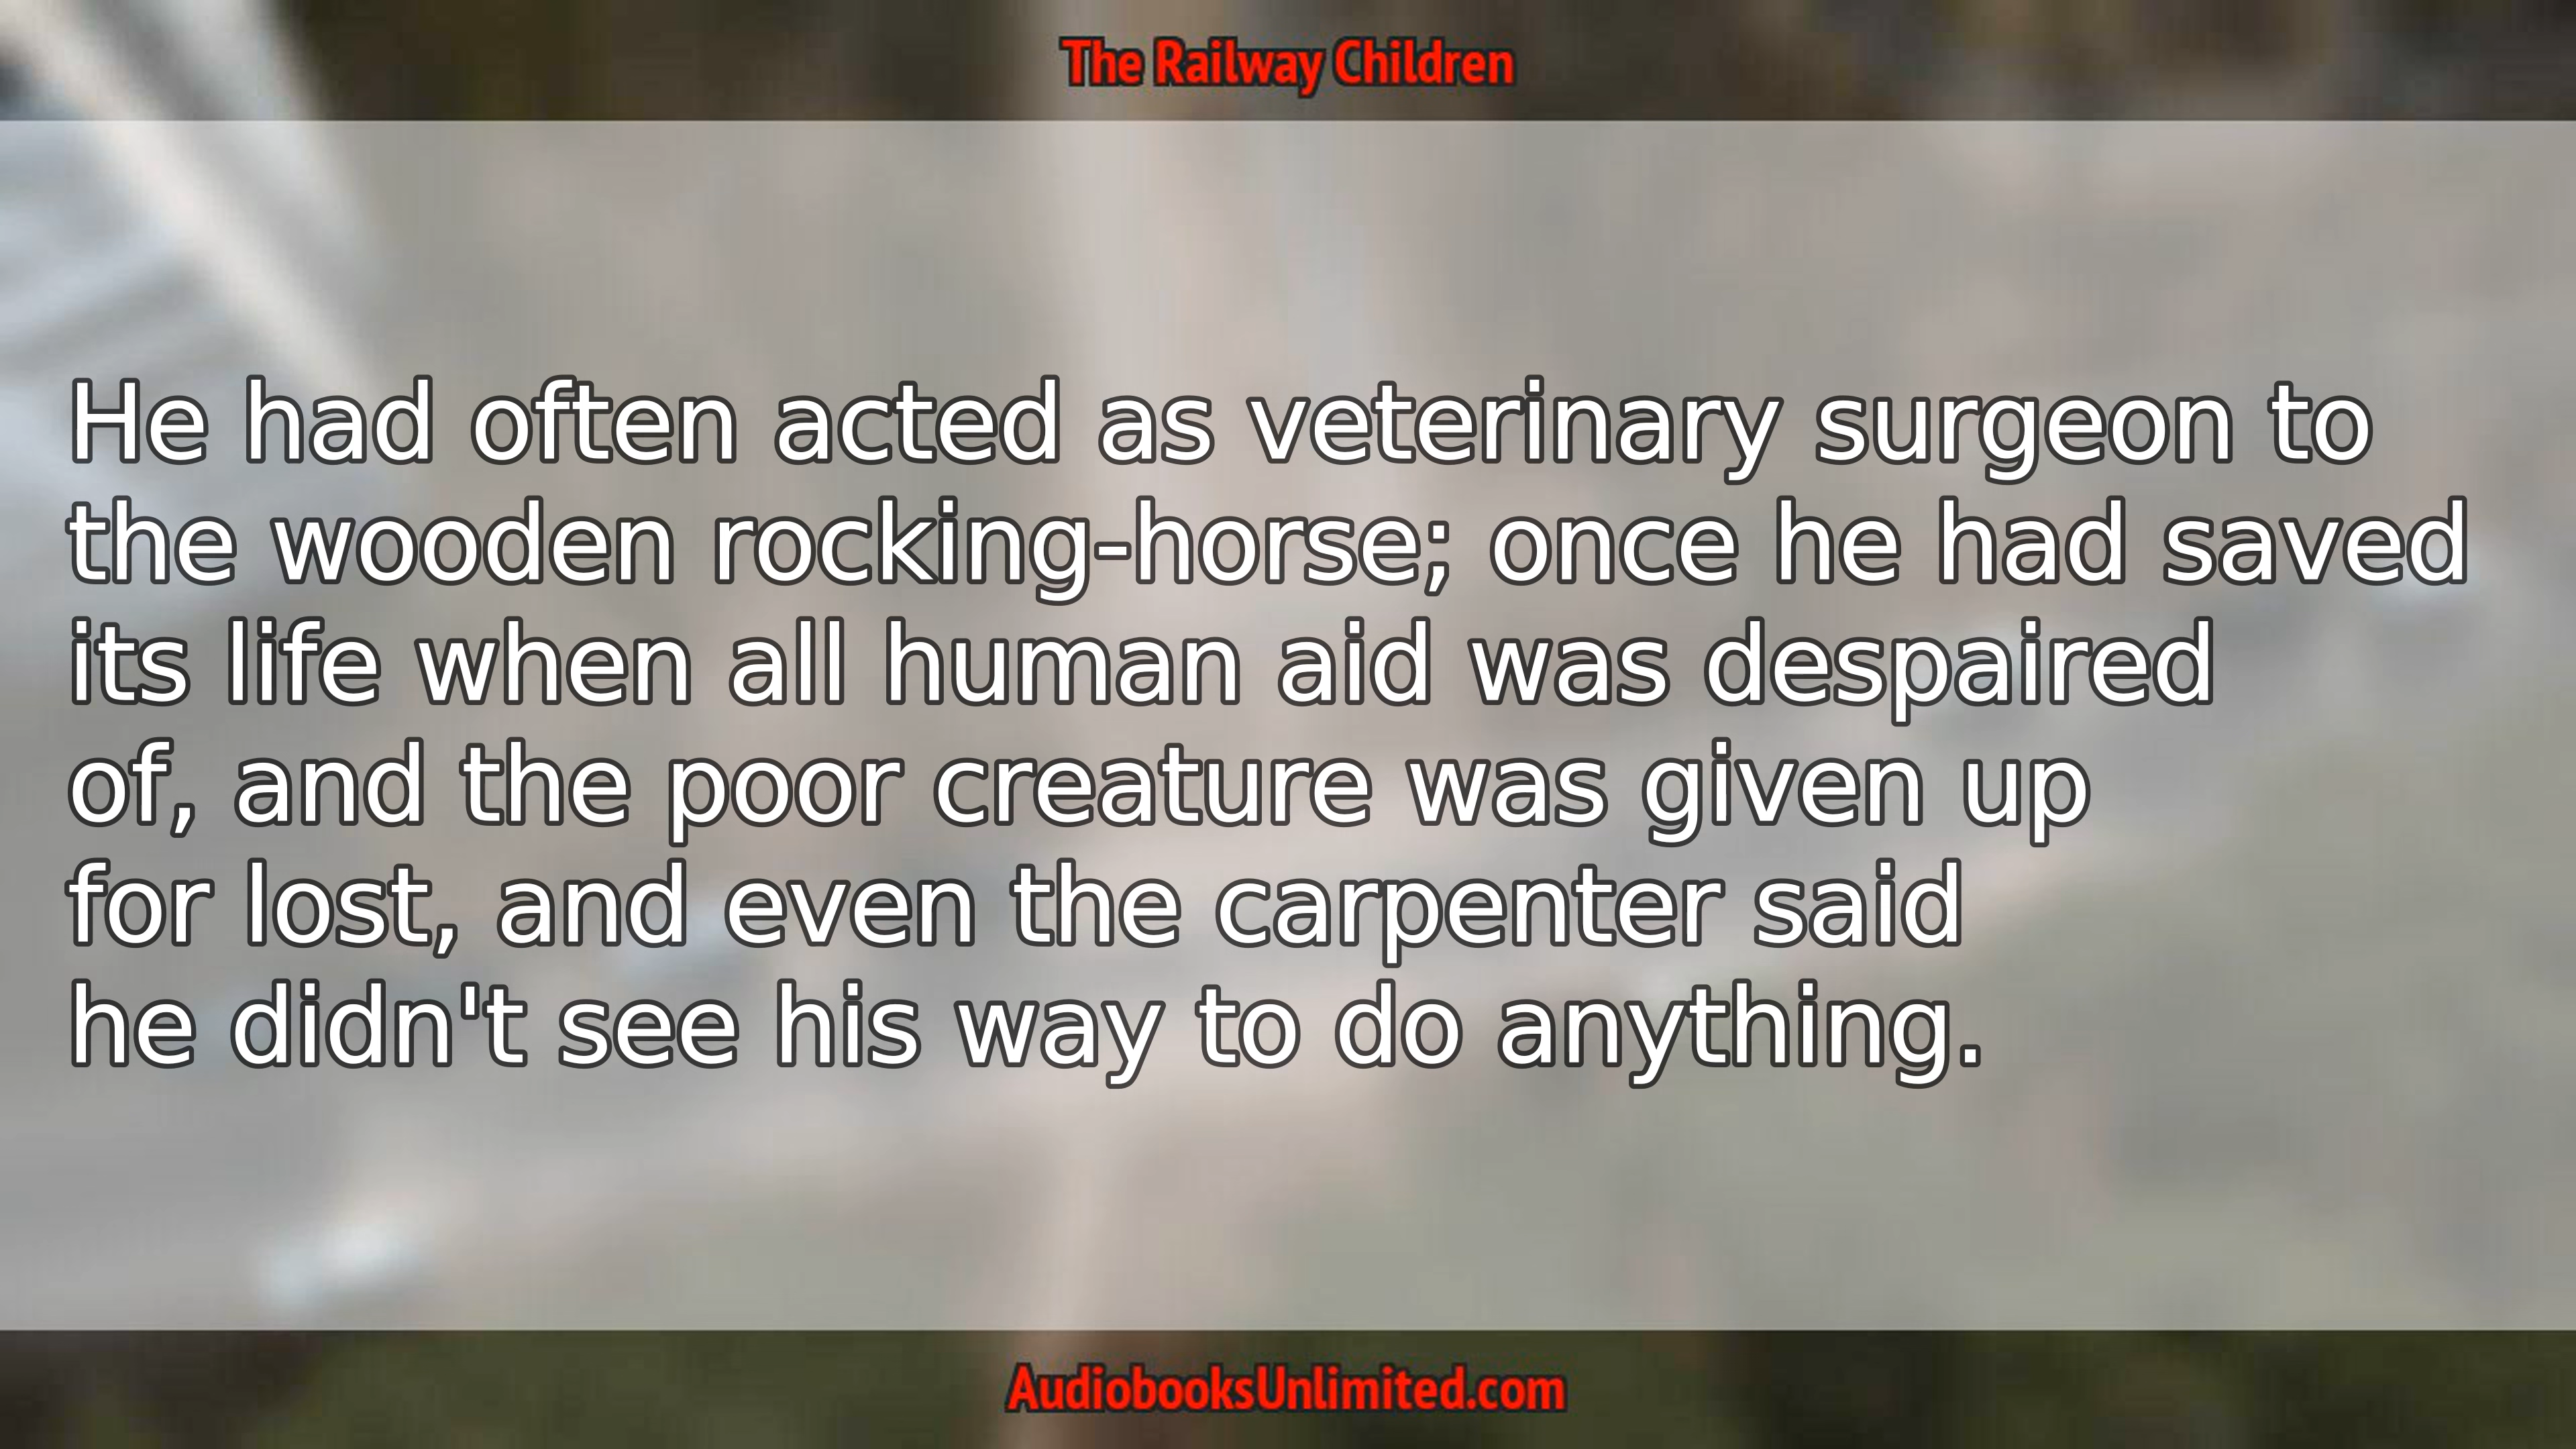 The Railway Children
He had often acted as veterinary surgeon to
the wooden rocking-horse; once he had saved
its life when all human aid was despaired
of, and the poor creature was given up
for lost, and even the carpenter said
he didn't see his way to do anything.
AudiobooksUnlimited.com